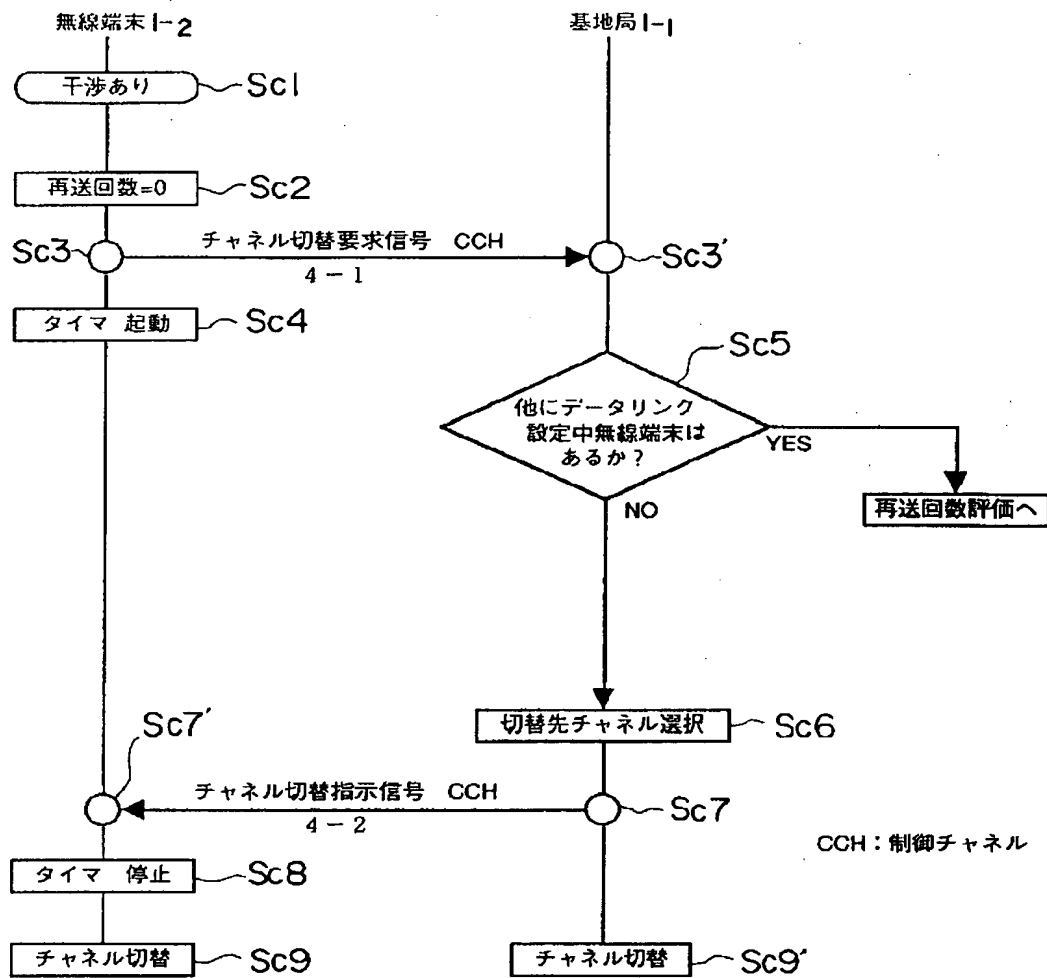 無線端末1-2
基地局1-1
干渉あり
Sc1
再送回数=0
Sc2
Sc3
チャネル切替要求信号 CCH
4-1
Sc3′
タイマ 起動
Sc4
Sc5
他にデータリンク
設定中無線端末は
あるか?
YES
NO
再送回数評価へ
切替先チャネル選択
Sc6
Sc7′
チャネル切替指示信号 CCH
4-2
Sc7
CCH:制御チャネル
タイマ 停止
Sc8
チャネル切替
Sc9
チャネル切替
Sc9′